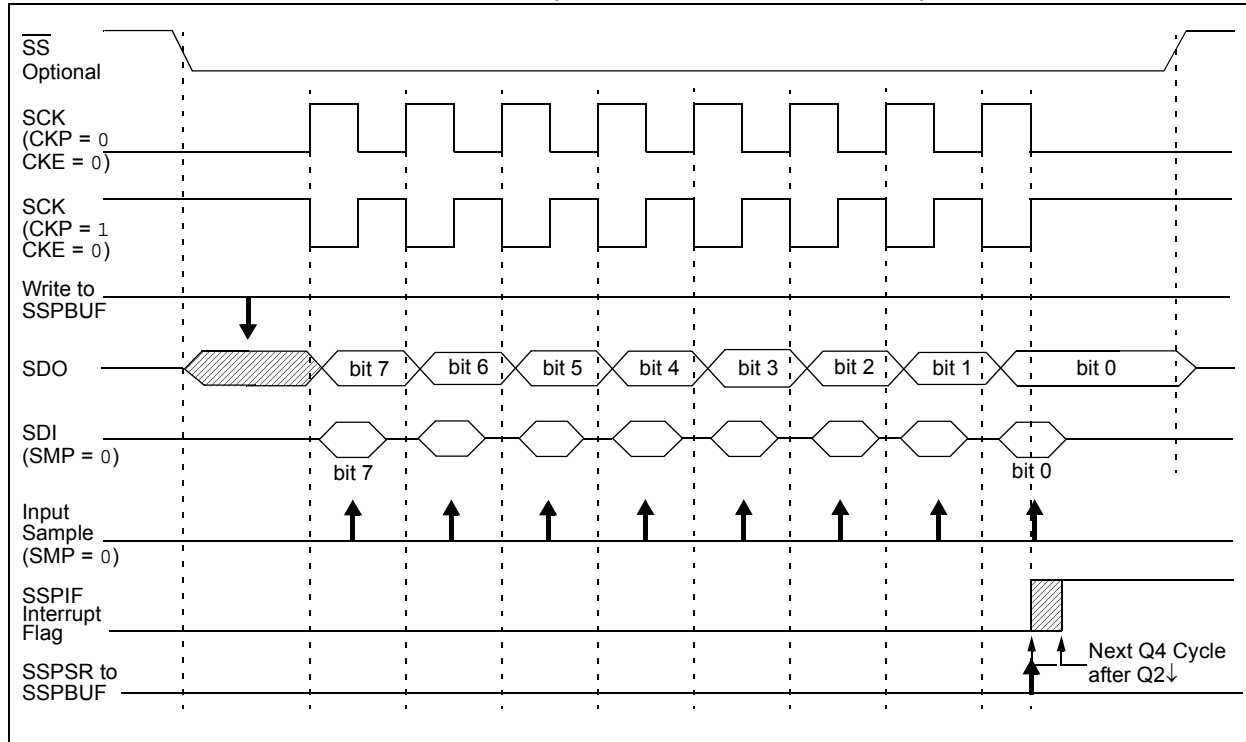 SS
Optional
SCK
(CKP = 0
CKE = 0)
SCK
(CKP = 1
CKE = 0)
Write to
SSPBUF
SDO
bit 7 bit 6 bit 5 bit 4 bit 3 bit 2 bit 1 bit 0
SDI
(SMP = 0)
bit 7 bit 0
Input
Sample
(SMP = 0)
SSPIF
Interrupt
Flag
Next Q4 Cycle
after Q2↓
SSPSR to
SSPBUF